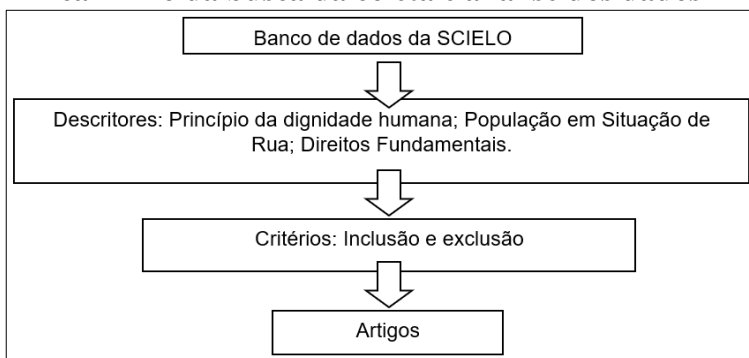 Banco de dados da SCIELO
Descritores: Princípio da dignidade humana; População em Situação de
Rua; Direitos Fundamentais.
Critérios: Inclusão e exclusão
Artigos